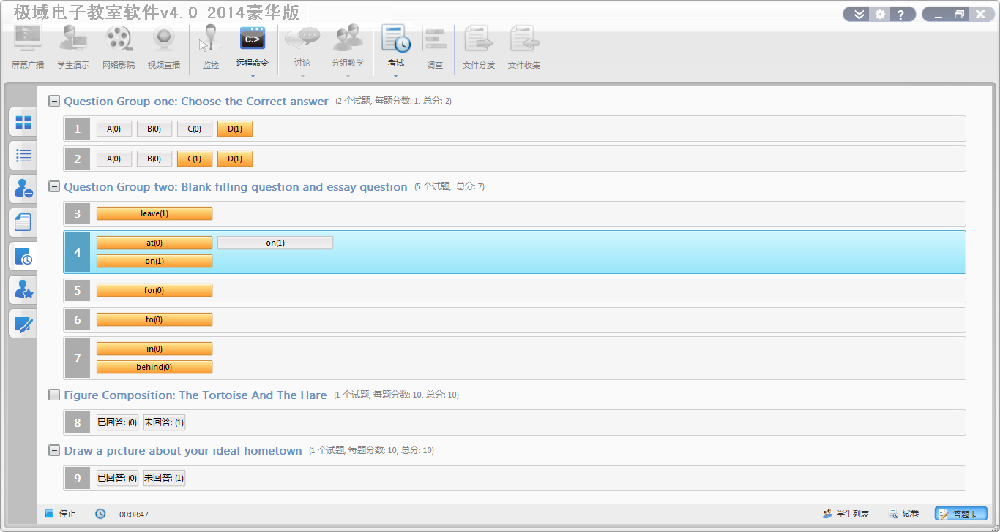 极域电子教室软件v4.0 2014豪华版
屏幕广播 学生演示 网络影院 视频直播 监控 远程命令 讨论 分组教学 考试 调查 文件分发 文件收集
C:>
Question Group one: Choose the Correct answer (2 个试题, 每题分数: 1, 总分: 2)
1 A(0) B(0) C(0) D(1)
2 A(0) B(0) C(1) D(1)
Question Group two: Blank filling question and essay question (5 个试题, 总分: 7)
3 leave(1)
4 at(0) on(1)
on(1)
5 for(0)
6 to(0)
7 in(0)
behind(0)
Figure Composition: The Tortoise And The Hare (1 个试题, 每题分数: 10, 总分: 10)
8 已回答: (0) 未回答: (1)
Draw a picture about your ideal hometown (1 个试题, 每题分数: 10, 总分: 10)
9 已回答: (0) 未回答: (1)
停止 00:08:47 学生列表 试卷 答题卡